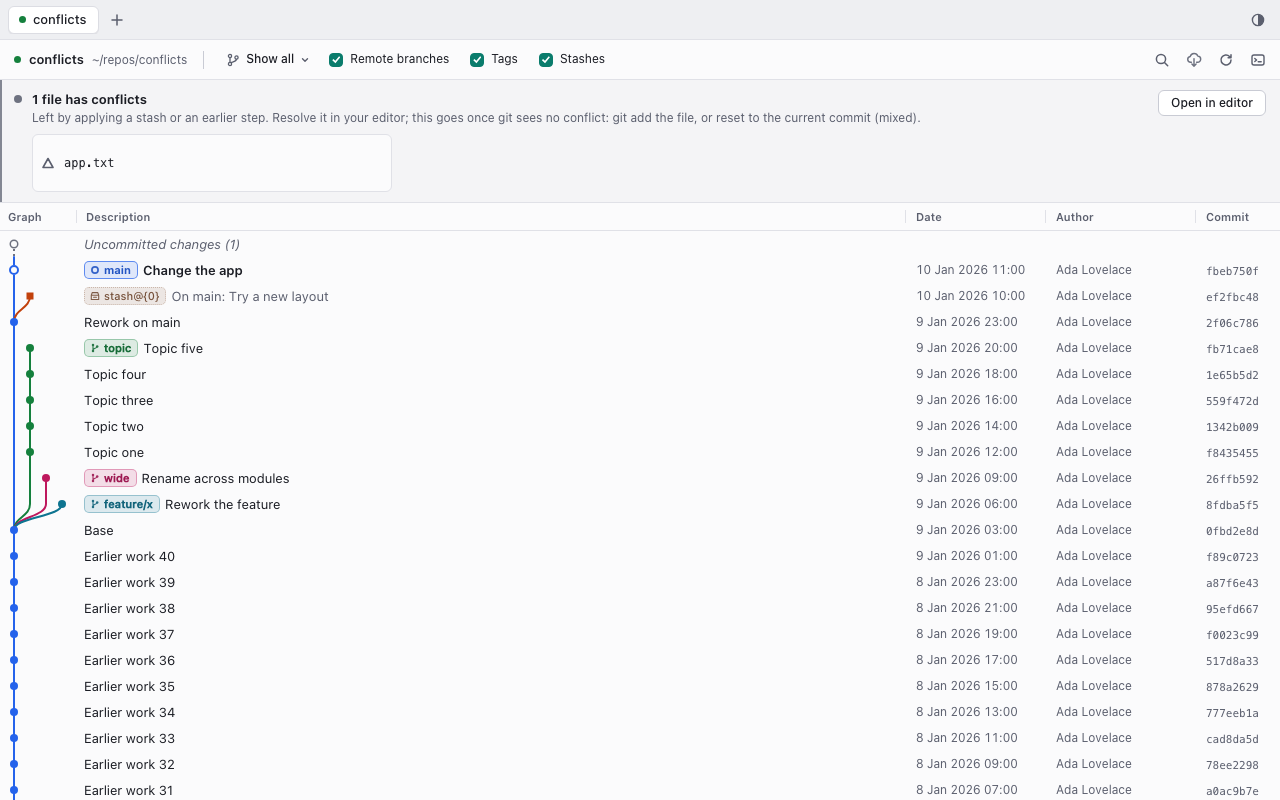 conflicts
conflicts ~/repos/conflicts Show all Remote branches Tags Stashes
1 file has conflicts
Open in editor
Left by applying a stash or an earlier step. Resolve it in your editor; this goes once git sees no conflict: git add the file, or reset to the current commit (mixed).
app.txt
Graph Description Date Author Commit
Uncommitted changes (1)
main Change the app 10 Jan 2026 11:00 Ada Lovelace fbeb750f
stash@{0} On main: Try a new layout 10 Jan 2026 10:00 Ada Lovelace ef2fbc48
Rework on main 9 Jan 2026 23:00 Ada Lovelace 2f06c786
topic Topic five 9 Jan 2026 20:00 Ada Lovelace fb71cae8
Topic four 9 Jan 2026 18:00 Ada Lovelace 1e65b5d2
Topic three 9 Jan 2026 16:00 Ada Lovelace 559f472d
Topic two 9 Jan 2026 14:00 Ada Lovelace 1342b009
Topic one 9 Jan 2026 12:00 Ada Lovelace f8435455
wide Rename across modules 9 Jan 2026 09:00 Ada Lovelace 26ffb592
feature/x Rework the feature 9 Jan 2026 06:00 Ada Lovelace 8fdba5f5
Base 9 Jan 2026 03:00 Ada Lovelace 0fbd2e8d
Earlier work 40 9 Jan 2026 01:00 Ada Lovelace f89c0723
Earlier work 39 8 Jan 2026 23:00 Ada Lovelace a87f6e43
Earlier work 38 8 Jan 2026 21:00 Ada Lovelace 95efd667
Earlier work 37 8 Jan 2026 19:00 Ada Lovelace f0023c99
Earlier work 36 8 Jan 2026 17:00 Ada Lovelace 517d8a33
Earlier work 35 8 Jan 2026 15:00 Ada Lovelace 878a2629
Earlier work 34 8 Jan 2026 13:00 Ada Lovelace 777eeb1a
Earlier work 33 8 Jan 2026 11:00 Ada Lovelace cad8da5d
Earlier work 32 8 Jan 2026 09:00 Ada Lovelace 78ee2298
Earlier work 31 8 Jan 2026 07:00 Ada Lovelace a0ac9b7e